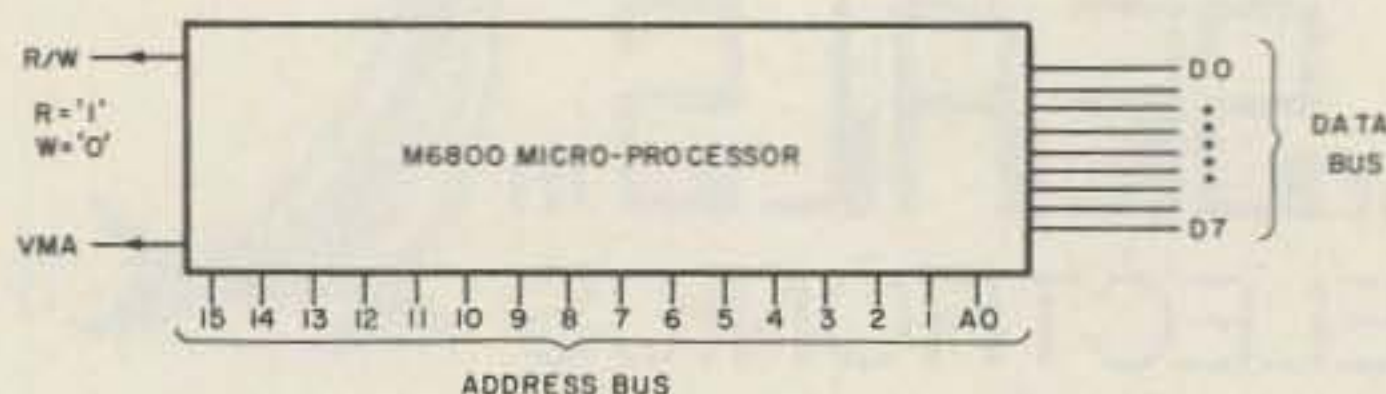 R/W
R = '1'
W = '0'
VMA
M6800 MICRO-PROCESSOR
D0
D7
DATA
BUS
15 14 13 12 11 10 9 8 7 6 5 4 3 2 1 A0
ADDRESS BUS